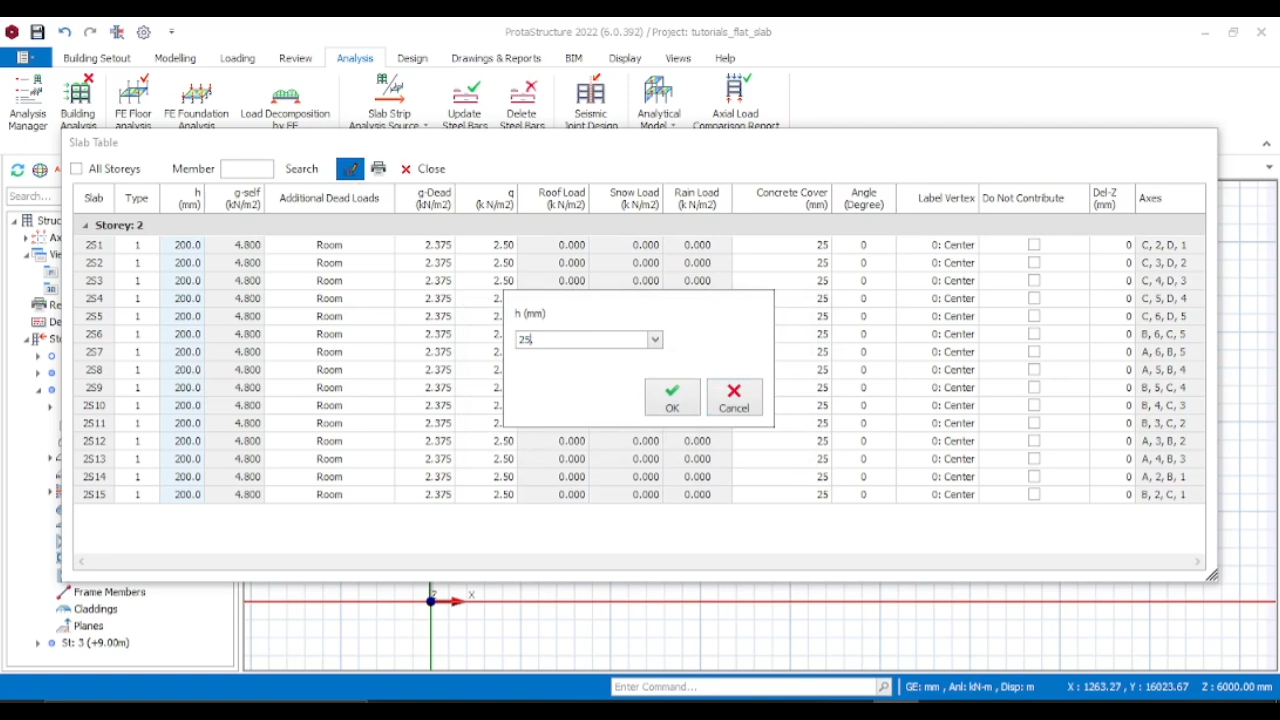 ProtaStructure 2022 (6.0.392) / Project: tutorials_flat_slab
Building Setout Modelling Loading Review Analysis Design Drawings & Reports BIM Display Views Help
Analysis Manager
Building Analysis
FE Floor analysis
FE Foundation Analysis
Load Decomposition by FE
Slab Strip Analysis Source
Update Steel Bars
Delete Steel Bars
Seismic Joint Design
Analytical Model
Axial Load Comparison Report
Slab Table
All Storeys Member Search Close
Search...
Slab Type h (mm) g-self (kN/m2) Additional Dead Loads g-Dead (kN/m2) q (k N/m2) Roof Load (k N/m2) Snow Load (k N/m2) Rain Load (k N/m2) Concrete Cover (mm) Angle (Degree) Label Vertex Do Not Contribute Del-Z (mm) Axes
Storey: 2
2S1 1 200.0 4.800 Room 2.375 2.50 0.000 0.000 0.000 25 0 0: Center 0 C, 2, D, 1
2S2 1 200.0 4.800 Room 2.375 2.50 0.000 0.000 0.000 25 0 0: Center 0 C, 3, D, 2
2S3 1 200.0 4.800 Room 2.375 2.50 0.000 0.000 0.000 25 0 0: Center 0 C, 4, D, 3
2S4 1 200.0 4.800 Room 2.375 2. 25 0 0: Center 0 C, 5, D, 4
2S5 1 200.0 4.800 Room 2.375 2. 25 0 0: Center 0 C, 6, D, 5
2S6 1 200.0 4.800 Room 2.375 2. 25 0 0: Center 0 B, 6, C, 5
2S7 1 200.0 4.800 Room 2.375 2. 25 0 0: Center 0 A, 6, B, 5
2S8 1 200.0 4.800 Room 2.375 2. 25 0 0: Center 0 A, 5, B, 4
2S9 1 200.0 4.800 Room 2.375 2. 25 0 0: Center 0 B, 5, C, 4
2S10 1 200.0 4.800 Room 2.375 2. 25 0 0: Center 0 B, 4, C, 3
2S11 1 200.0 4.800 Room 2.375 2. 25 0 0: Center 0 B, 3, C, 2
2S12 1 200.0 4.800 Room 2.375 2.50 0.000 0.000 0.000 25 0 0: Center 0 A, 3, B, 2
2S13 1 200.0 4.800 Room 2.375 2.50 0.000 0.000 0.000 25 0 0: Center 0 A, 4, B, 3
2S14 1 200.0 4.800 Room 2.375 2.50 0.000 0.000 0.000 25 0 0: Center 0 A, 2, B, 1
2S15 1 200.0 4.800 Room 2.375 2.50 0.000 0.000 0.000 25 0 0: Center 0 B, 2, C, 1
h (mm)
25
OK Cancel
Z X
Frame Members
Claddings
Planes
St: 3 (+9.00m)
Enter Command... GE: mm , Anl: kN-m , Disp: m X : 1263.27 , Y : 16023.67 Z : 6000.00 mm